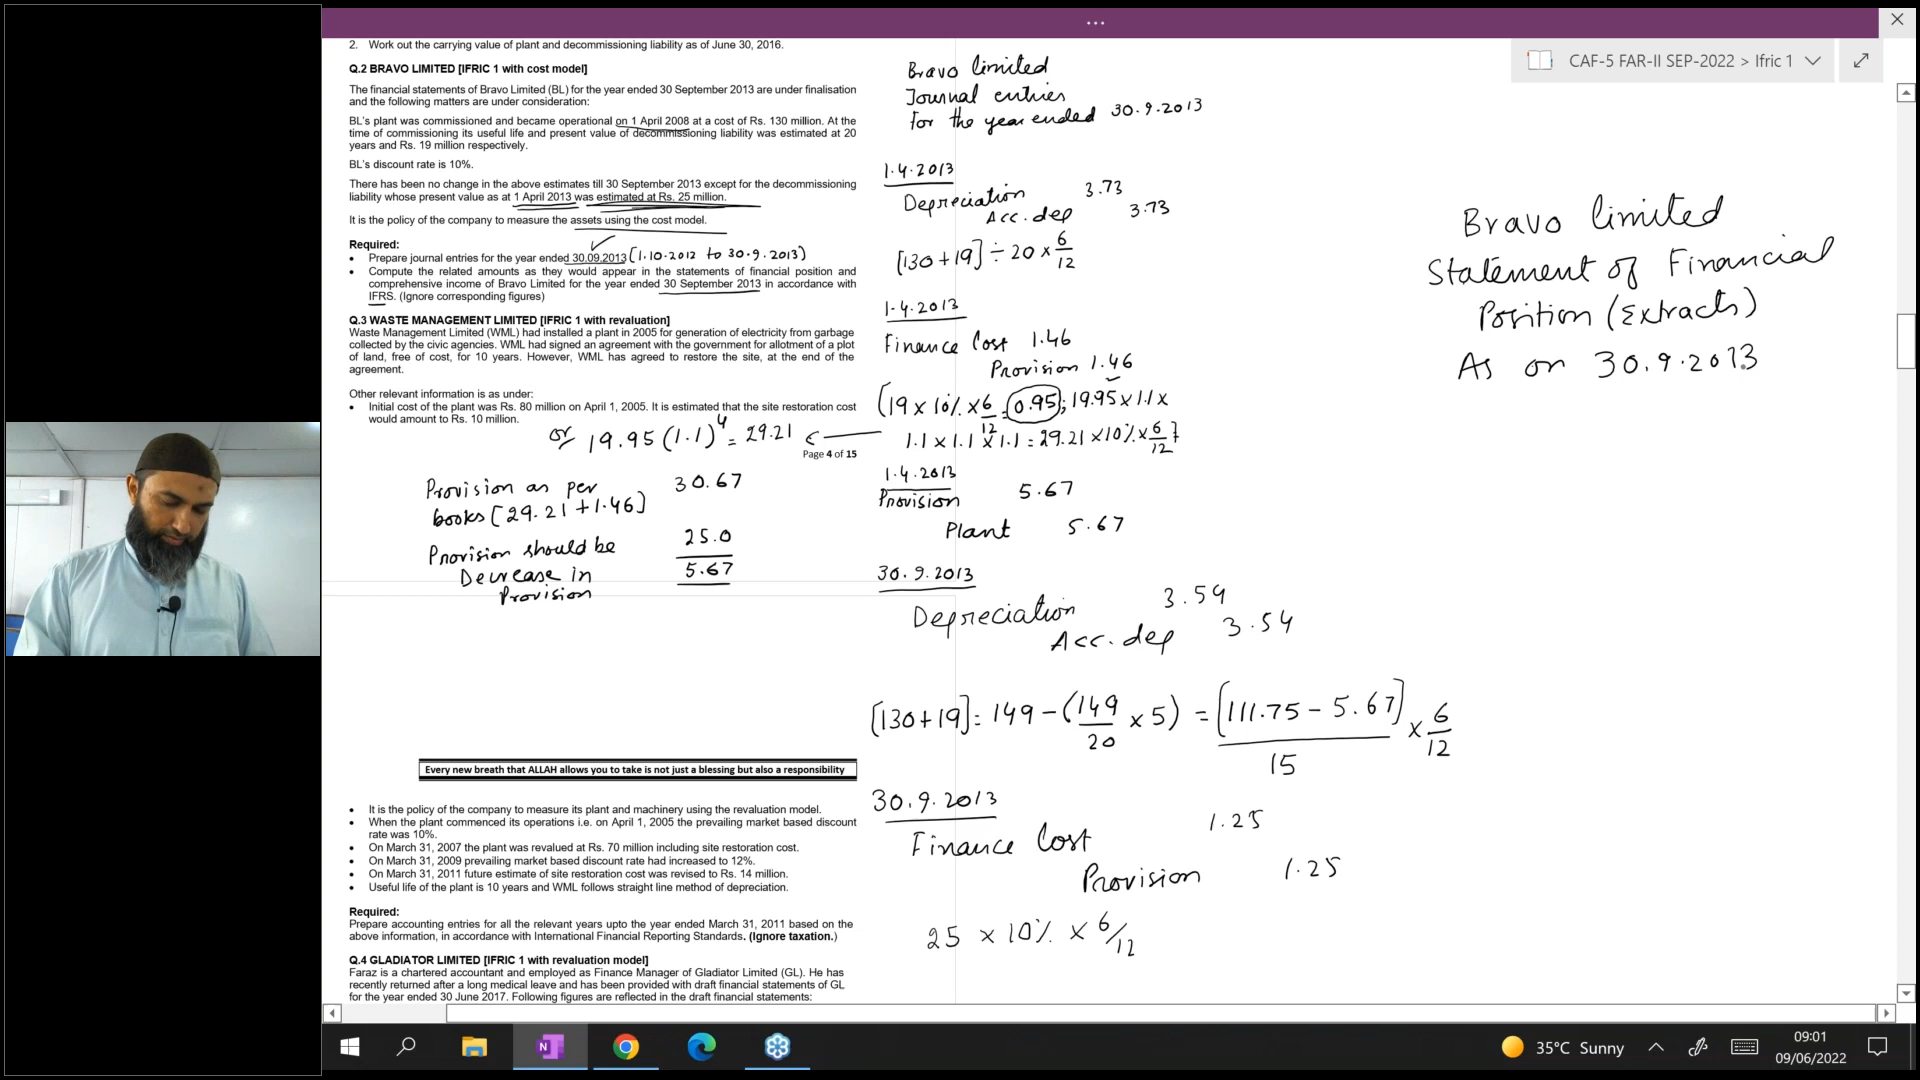 ...
CAF-5 FAR-II SEP-2022 > Ifric 1
2. Work out the carrying value of plant and decommissioning liability as of June 30, 2016.
Q.2 BRAVO LIMITED [IFRIC 1 with cost model]
The financial statements of Bravo Limited (BL) for the year ended 30 September 2013 are under finalisation
and the following matters are under consideration:
BL's plant was commissioned and became operational on 1 April 2008 at a cost of Rs. 130 million. At the
time of commissioning its useful life and present value of decommissioning liability was estimated at 20
years and Rs. 19 million respectively.
BL's discount rate is 10%.
There has been no change in the above estimates till 30 September 2013 except for the decommissioning
liability whose present value as at 1 April 2013 was estimated at Rs. 25 million.
It is the policy of the company to measure the assets using the cost model.
Required:
• Prepare journal entries for the year ended 30.09.2013 [1.10.2012 to 30.9.2013)
• Compute the related amounts as they would appear in the statements of financial position and
comprehensive income of Bravo Limited for the year ended 30 September 2013 in accordance with
IFRS. (Ignore corresponding figures)
Q.3 WASTE MANAGEMENT LIMITED [IFRIC 1 with revaluation]
Waste Management Limited (WML) had installed a plant in 2005 for generation of electricity from garbage
collected by the civic agencies. WML had signed an agreement with the government for allotment of a plot
of land, free of cost, for 10 years. However, WML has agreed to restore the site, at the end of the
agreement.
Other relevant information is as under:
• Initial cost of the plant was Rs. 80 million on April 1, 2005. It is estimated that the site restoration cost
would amount to Rs. 10 million.
or 19.95(1.1)^4 = 29.21
Page 4 of 15
Provision as per 30.67
books [29.21+1.46]
Provision should be 25.0
Decrease in 5.67
Provision
Every new breath that ALLAH allows you to take is not just a blessing but also a responsibility
• It is the policy of the company to measure its plant and machinery using the revaluation model.
• When the plant commenced its operations i.e. on April 1, 2005 the prevailing market based discount
rate was 10%.
• On March 31, 2007 the plant was revalued at Rs. 70 million including site restoration cost.
• On March 31, 2009 prevailing market based discount rate had increased to 12%.
• On March 31, 2011 future estimate of site restoration cost was revised to Rs. 14 million.
• Useful life of the plant is 10 years and WML follows straight line method of depreciation.
Required:
Prepare accounting entries for all the relevant years upto the year ended March 31, 2011 based on the
above information, in accordance with International Financial Reporting Standards. (Ignore taxation.)
Q.4 GLADIATOR LIMITED [IFRIC 1 with revaluation model]
Faraz is a chartered accountant and employed as Finance Manager of Gladiator Limited (GL). He has
recently returned after a long medical leave and has been provided with draft financial statements of GL
for the year ended 30 June 2017. Following figures are reflected in the draft financial statements:
Bravo limited
Journal entries
For the year ended 30.9.2013
1.4.2013
Depreciation 3.73
Acc.dep 3.73
[130+19] ÷ 20 × 6/12
1.4.2013
Finance Cost 1.46
Provision 1.46
[19 × 10% × 6/12 = 0.95; 19.95 × 1.1 ×
1.1 × 1.1 × 1.1 = 29.21 × 10% × 6/12]
1.4.2013
Provision 5.67
Plant 5.67
30.9.2013
Depreciation 3.54
Acc.dep 3.54
[130+19] = 149 - (149/20 × 5) = [111.75 - 5.67]/15 × 6/12
30.9.2013
Finance Cost 1.25
Provision 1.25
25 × 10% × 6/12
Bravo limited
Statement of Financial
Position (Extracts)
As on 30.9.2013
35°C Sunny
09:01
09/06/2022